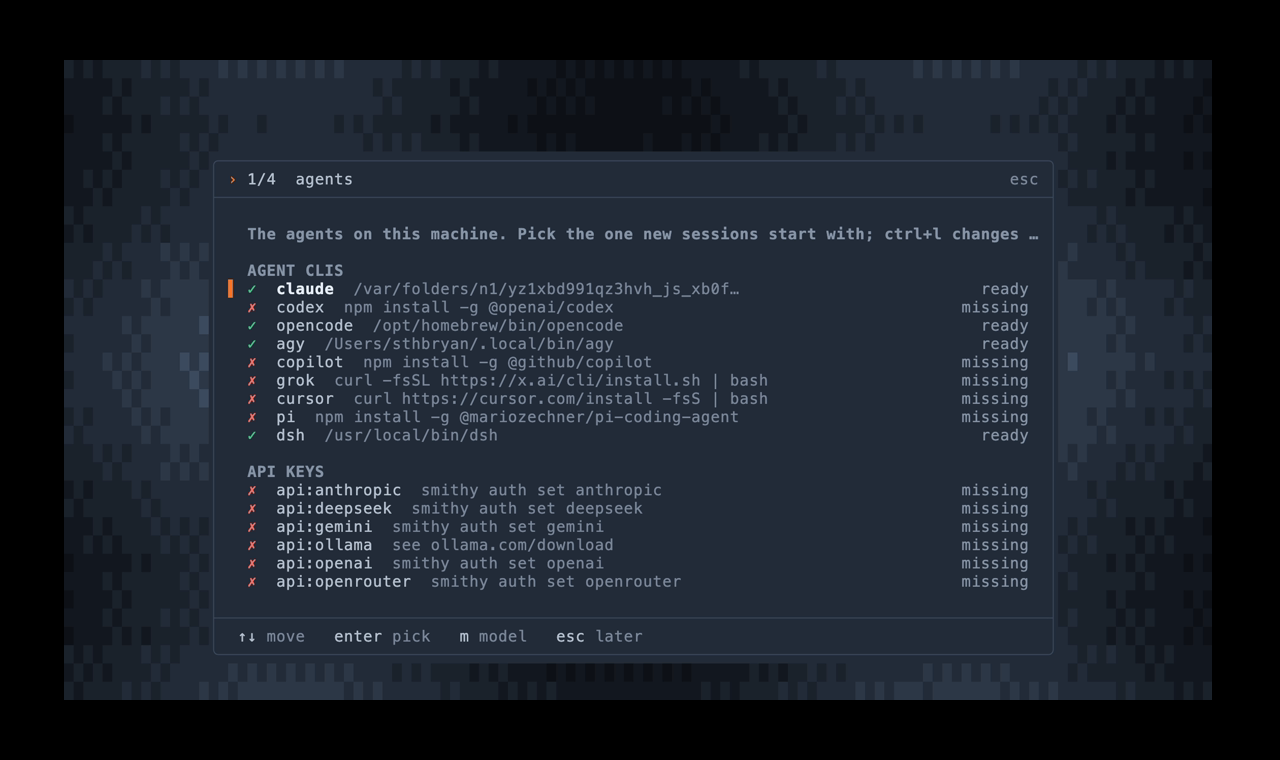 › 1/4 agents esc
The agents on this machine. Pick the one new sessions start with; ctrl+l changes …
AGENT CLIS
✓ claude /var/folders/n1/yz1xbd991qz3hvh_js_xb0f… ready
✗ codex npm install -g @openai/codex missing
✓ opencode /opt/homebrew/bin/opencode ready
✓ agy /Users/sthbryan/.local/bin/agy ready
✗ copilot npm install -g @github/copilot missing
✗ grok curl -fsSL https://x.ai/cli/install.sh | bash missing
✗ cursor curl https://cursor.com/install -fsS | bash missing
✗ pi npm install -g @mariozechner/pi-coding-agent missing
✓ dsh /usr/local/bin/dsh ready
API KEYS
✗ api:anthropic smithy auth set anthropic missing
✗ api:deepseek smithy auth set deepseek missing
✗ api:gemini smithy auth set gemini missing
✗ api:ollama see ollama.com/download missing
✗ api:openai smithy auth set openai missing
✗ api:openrouter smithy auth set openrouter missing
↑↓ move enter pick m model esc later